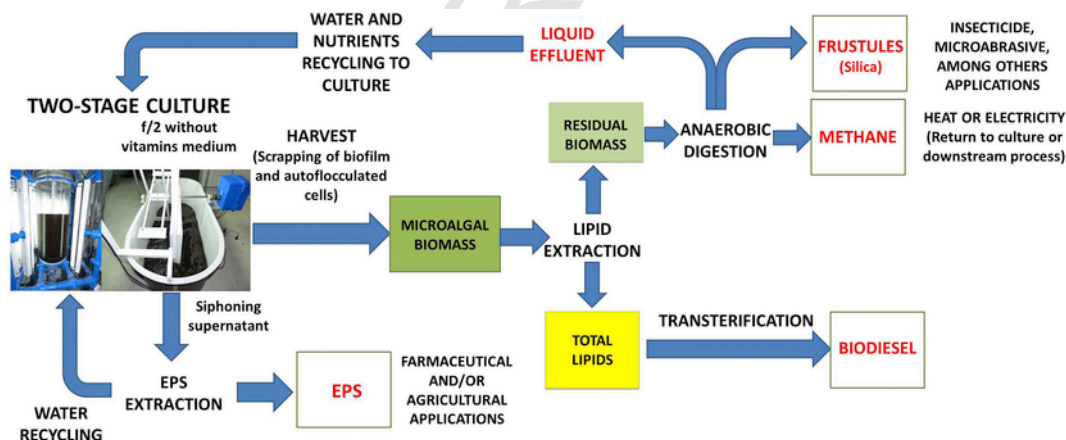 WATER AND
NUTRIENTS
RECYCLING TO
CULTURE
LIQUID
EFFLUENT
FRUSTULES
(Silica)
INSECTICIDE,
MICROABRASIVE,
AMONG OTHERS
APPLICATIONS
TWO-STAGE CULTURE
f/2 without
vitamins medium
HARVEST
(Scrapping of biofilm
and autoflocculated
cells)
RESIDUAL
BIOMASS
ANAEROBIC
DIGESTION
METHANE
HEAT OR ELECTRICITY
(Return to culture or
downstream process)
MICROALGAL
BIOMASS
LIPID
EXTRACTION
Siphoning
supernatant
TOTAL
LIPIDS
TRANSTERIFICATION
BIODIESEL
EPS
EXTRACTION
EPS
FARMACEUTICAL
AND/OR
AGRICULTURAL
APPLICATIONS
WATER
RECYCLING